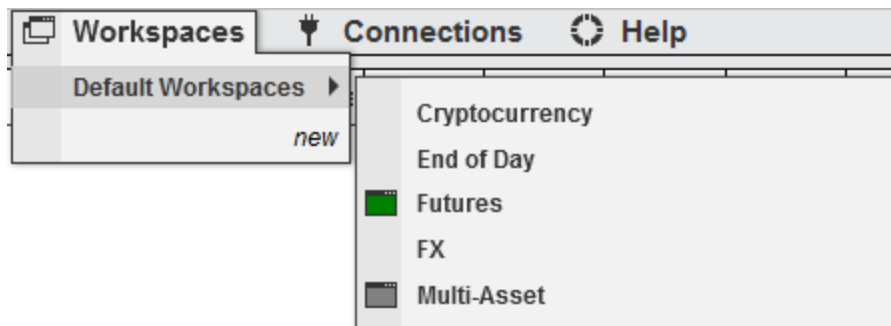 Workspaces Connections Help
Default Workspaces
new
Cryptocurrency
End of Day
Futures
FX
Multi-Asset